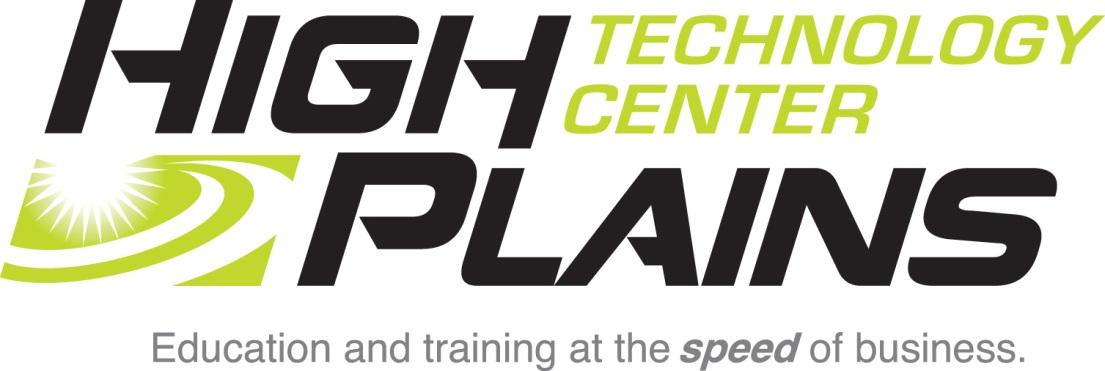 HIGH TECHNOLOGY
CENTER
PLAINS
Education and training at the speed of business.